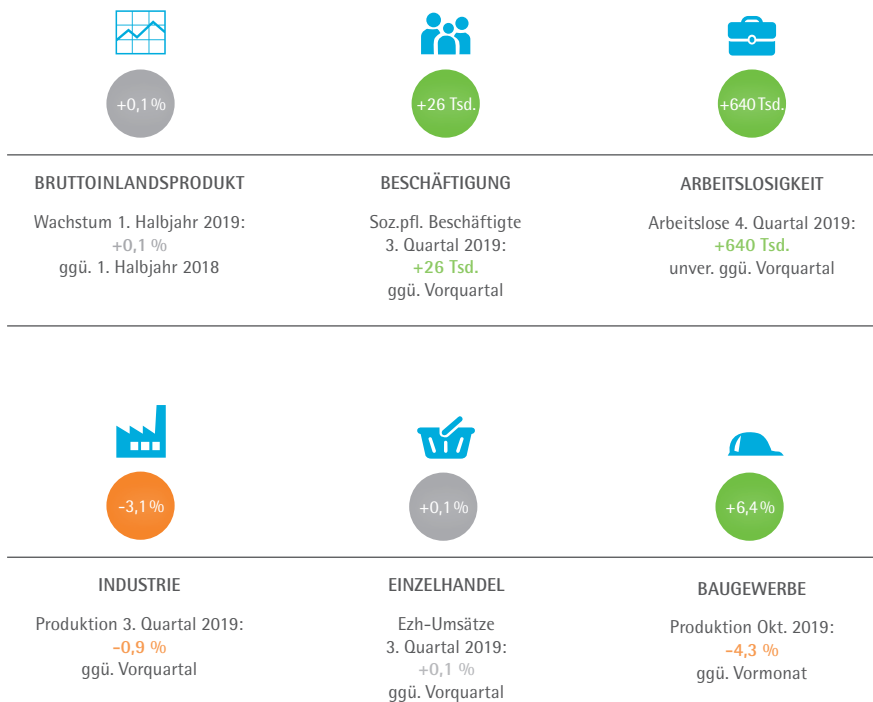 +0,1 %
+26 Tsd.
+640 Tsd.
BRUTTOINLANDSPRODUKT
Wachstum 1. Halbjahr 2019:
+0,1 %
ggü. 1. Halbjahr 2018
BESCHÄFTIGUNG
Soz.pfl. Beschäftigte
3. Quartal 2019:
+26 Tsd.
ggü. Vorquartal
ARBEITSLOSIGKEIT
Arbeitslose 4. Quartal 2019:
+640 Tsd.
unver. ggü. Vorquartal
-3,1 %
+0,1 %
+6,4 %
INDUSTRIE
Produktion 3. Quartal 2019:
-0,9 %
ggü. Vorquartal
EINZELHANDEL
Ezh-Umsätze
3. Quartal 2019:
+0,1 %
ggü. Vorquartal
BAUGEWERBE
Produktion Okt. 2019:
-4,3 %
ggü. Vormonat